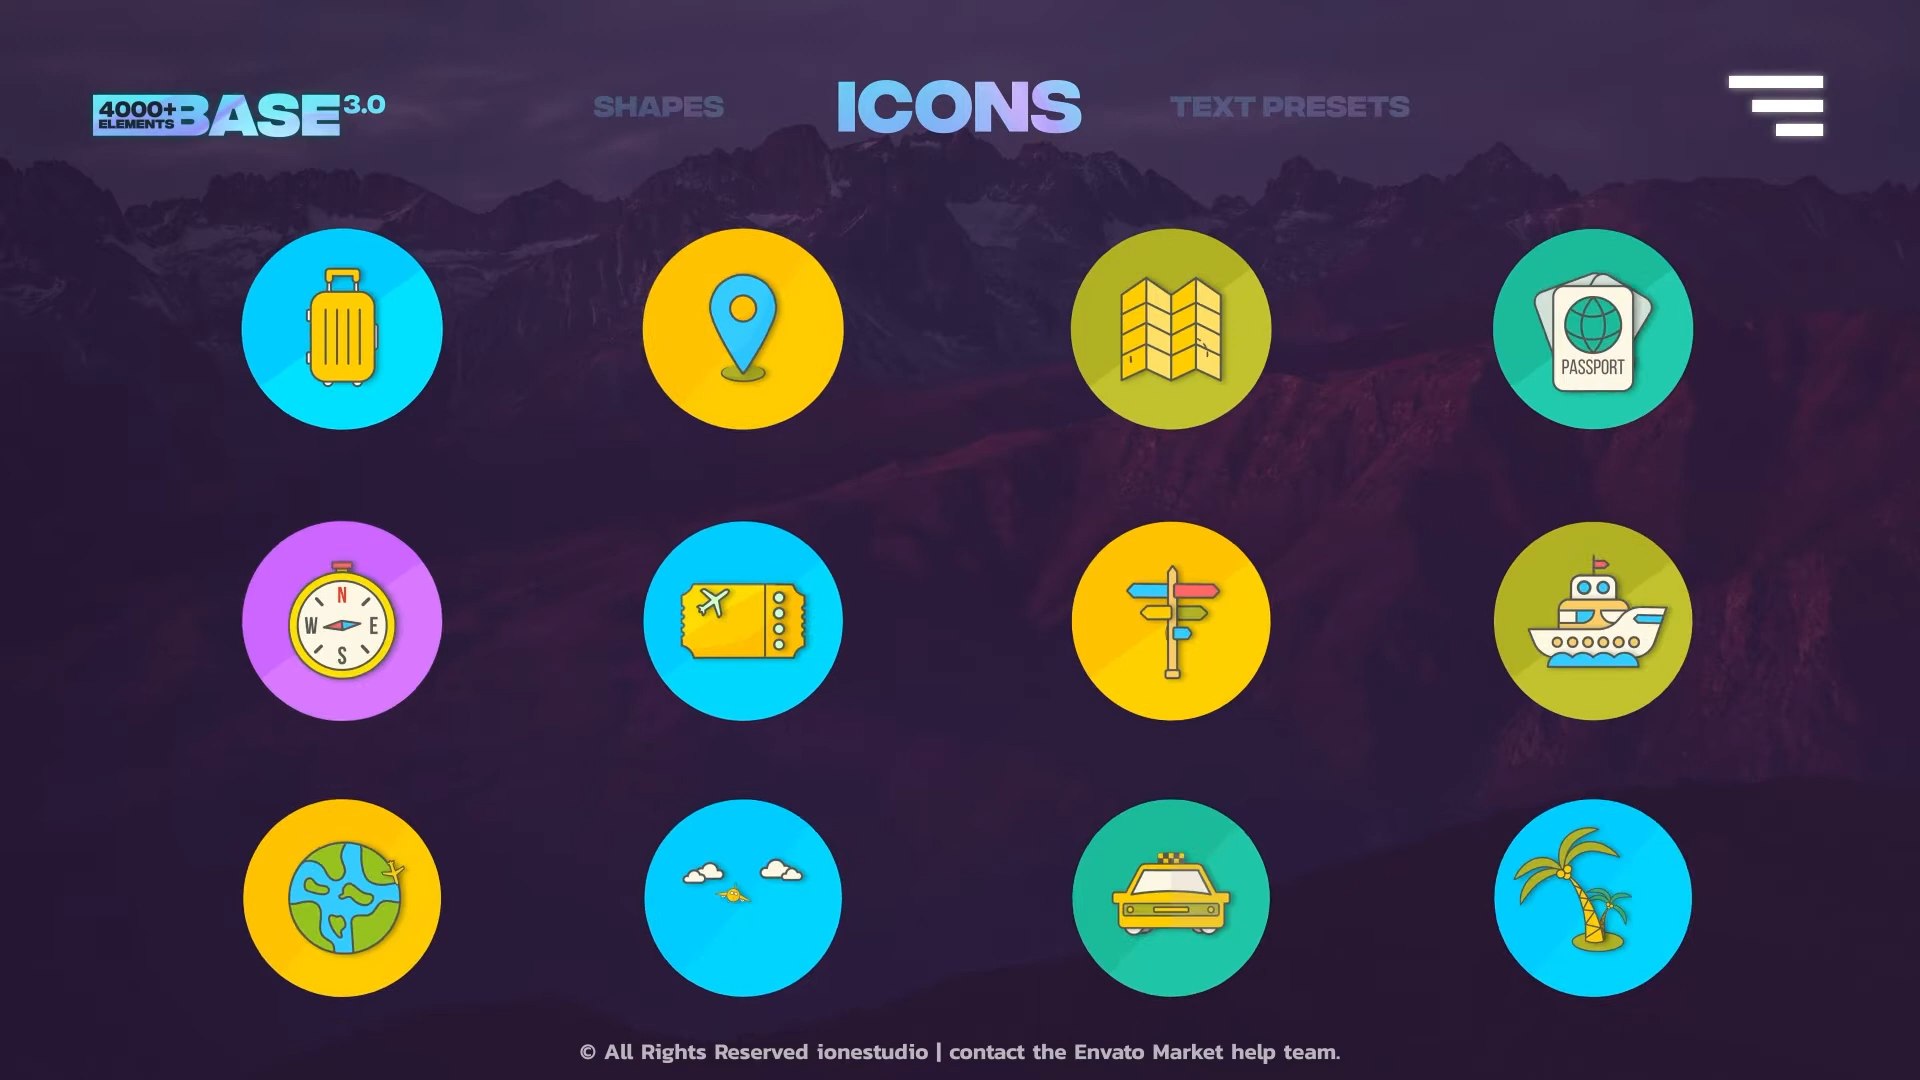 4000+
ELEMENTS
BASE 3.0
SHAPES
ICONS
TEXT PRESETS
PASSPORT
N
W E
S
© All Rights Reserved ionestudio | contact the Envato Market help team.